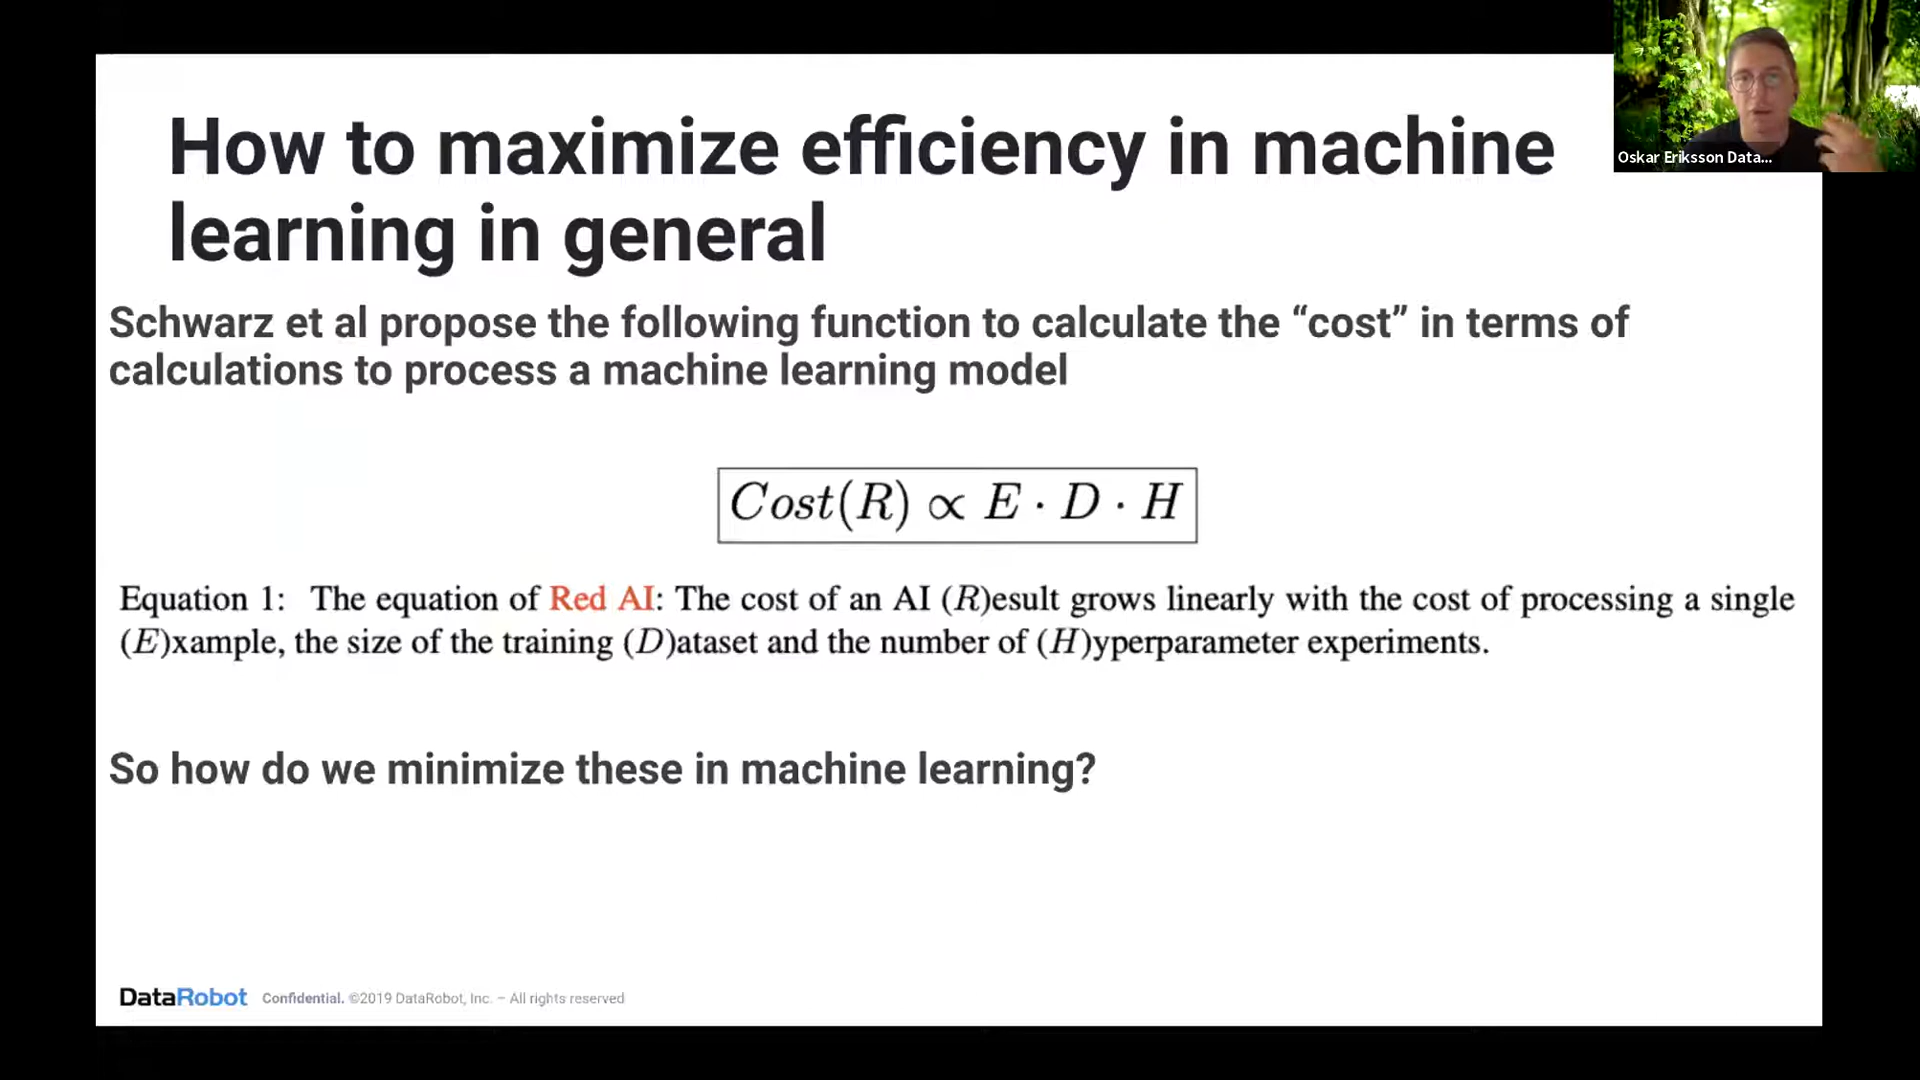 How to maximize efficiency in machine
learning in general
Oskar Eriksson Data...
Schwarz et al propose the following function to calculate the “cost” in terms of
calculations to process a machine learning model
Cost(R) ∝ E · D · H
Equation 1: The equation of Red AI: The cost of an AI (R)esult grows linearly with the cost of processing a single
(E)xample, the size of the training (D)ataset and the number of (H)yperparameter experiments.
So how do we minimize these in machine learning?
DataRobot Confidential. ©2019 DataRobot, Inc. – All rights reserved